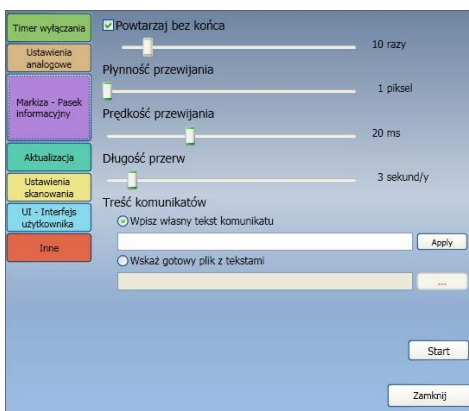 Timer wyłączania
Ustawienia
analogowe
Markiza - Pasek
informacyjny
Aktualizacja
Ustawienia
skanowania
UI - Interfejs
użytkownika
Inne
Powtarzaj bez końca
10 razy
Płynność przewijania
1 piksel
Prędkość przewijania
20 ms
Długość przerw
3 sekund/y
Treść komunikatów
Wpisz własny tekst komunikatu
Apply
Wskaż gotowy plik z tekstami
...
Start
Zamknij